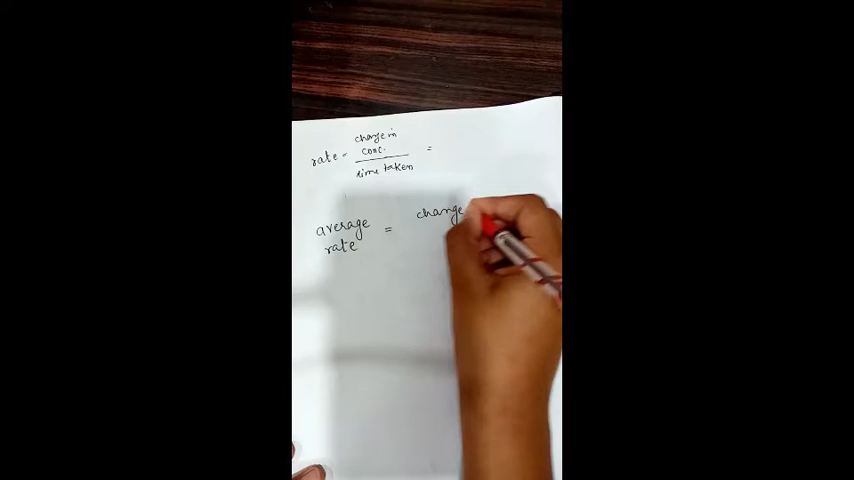 change in
rate = conc. =
time taken
average change
rate =